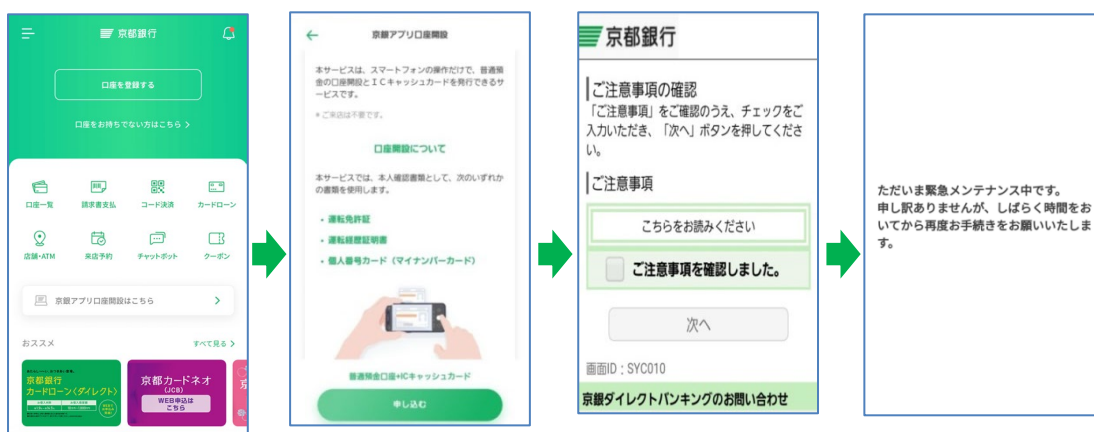 京都銀行
口座を登録する
口座をお持ちでない方はこちら >
口座一覧
請求書支払
コード決済
カードローン
店舗・ATM
来店予約
チャットボット
クーポン
京銀アプリ口座開設はこちら >
おススメ
すべて見る >
京都銀行
カードローン〈ダイレクト〉
京都カードネオ
(JCB)
WEB申込は
こちら
京銀アプリ口座開設
本サービスは、スマートフォンの操作だけで、普通預
金の口座開設とICキャッシュカードを発行できるサ
ービスです。
* ご来店は不要です。
口座開設について
本サービスでは、本人確認書類として、次のいずれか
の書類を使用します。
・運転免許証
・運転経歴証明書
・個人番号カード（マイナンバーカード）
普通預金口座+ICキャッシュカード
申し込む
京都銀行
ご注意事項の確認
「ご注意事項」をご確認のうえ、チェックをご
入力いただき、「次へ」ボタンを押してくださ
い。
ご注意事項
こちらをお読みください
ご注意事項を確認しました。
次へ
画面ID：SYC010
京銀ダイレクトバンキングのお問い合わせ
ただいま緊急メンテナンス中です。
申し訳ありませんが、しばらく時間をお
いてから再度お手続きをお願いいたしま
す。